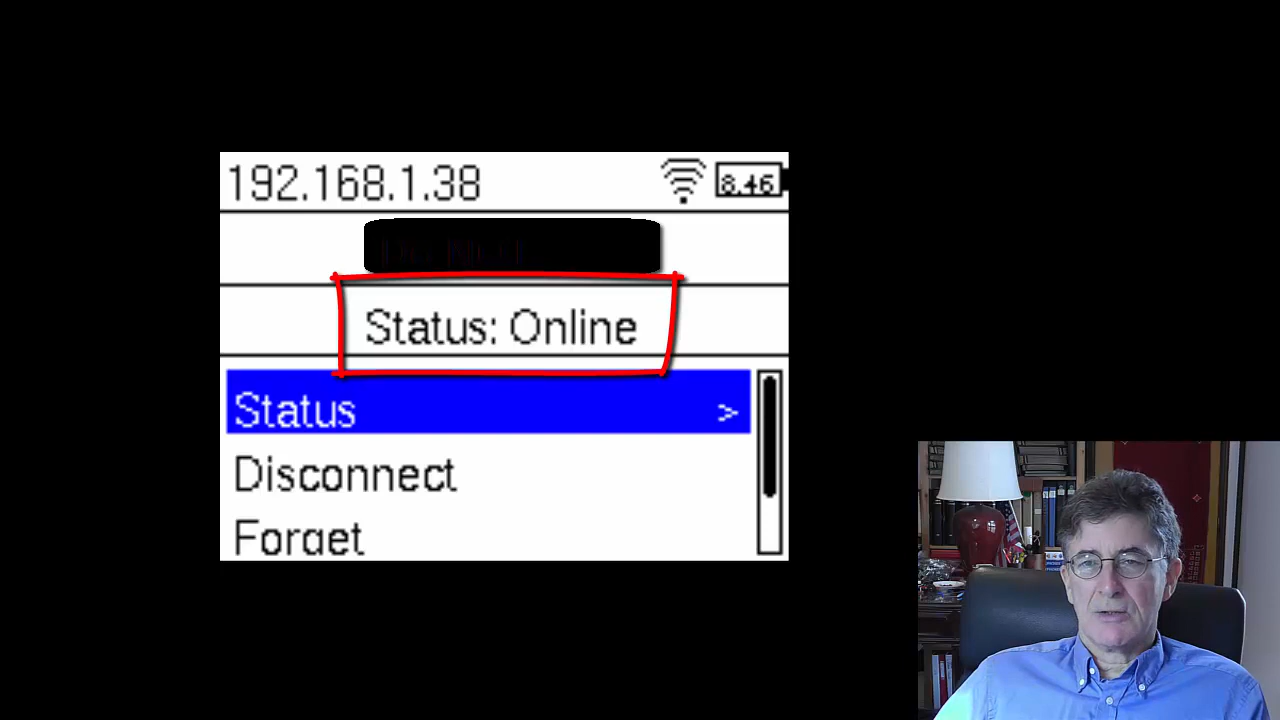 192.168.1.38
8.46
Status: Online
Status >
Disconnect
Forget